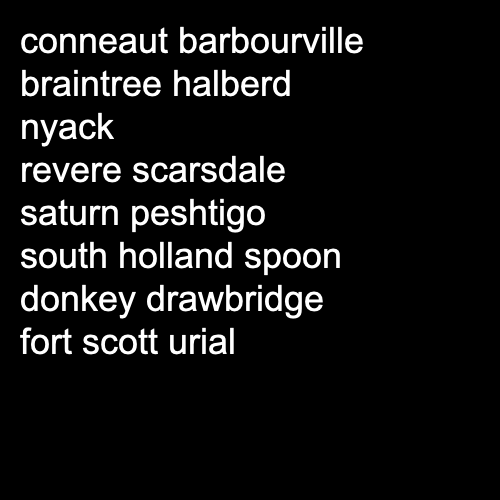 conneaut barbourville
braintree halberd
nyack
revere scarsdale
saturn peshtigo
south holland spoon
donkey drawbridge
fort scott urial